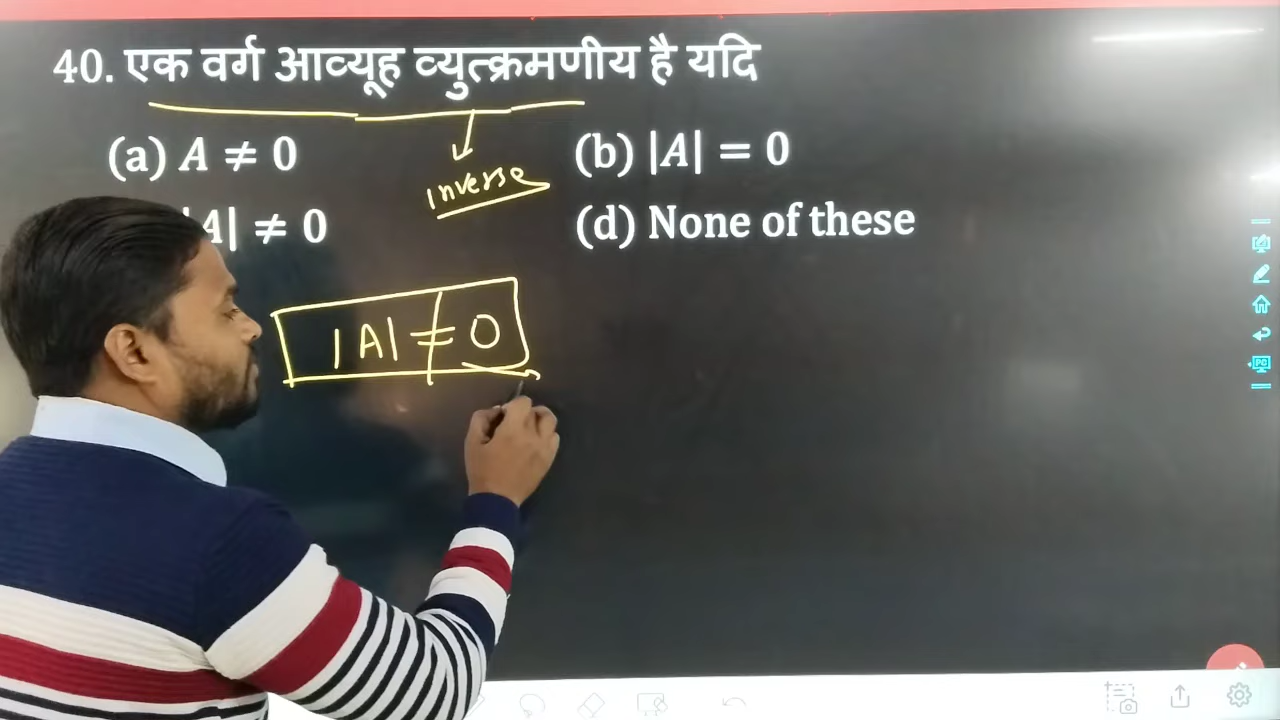 40. एक वर्ग आव्यूह व्युत्क्रमणीय है यदि
(a) A ≠ 0
(b) |A| = 0
inverse
A| ≠ 0
(d) None of these
|A| ≠ 0